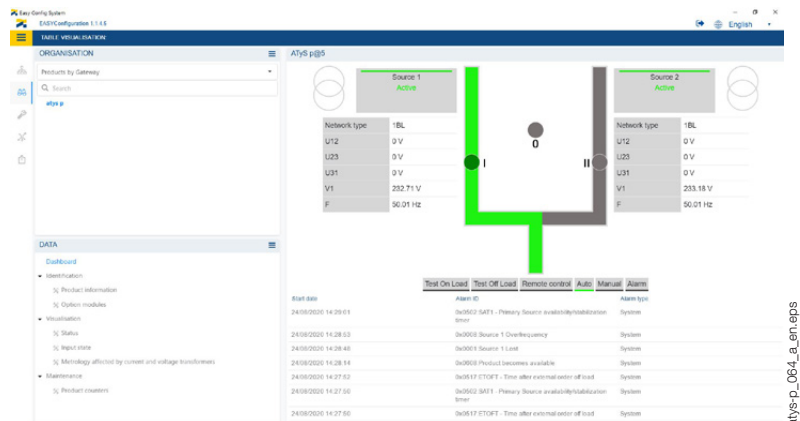 Easy Config System
EASYConfiguration 1.1.4.6
English
TABLE VISUALISATION:
ORGANISATION
Products by Gateway
Search
atys p
DATA
Dashboard
Identification
Product information
Option modules
Visualisation
Status
Input state
Metrology affected by current and voltage transformers
Maintenance
Product counters
ATyS p@5
Source 1
Active
Network type 1BL
U12 0 V
U23 0 V
U31 0 V
V1 232.71 V
F 50.01 Hz
0
I
II
Source 2
Active
Network type 1BL
U12 0 V
U23 0 V
U31 0 V
V1 233.18 V
F 50.01 Hz
Test On Load Test Off Load Remote control Auto Manual Alarm
Start date Alarm ID Alarm type
24/08/2020 14:29:01 0x0502 SAT1 - Primary Source availability/stabilization timer System
24/08/2020 14:28:53 0x0008 Source 1 Overfrequency System
24/08/2020 14:28:46 Source 1 Lost System
24/08/2020 14:28:14 Product becomes available System
24/08/2020 14:27:52 0x0517 ETOFT - Time after external order of load System
24/08/2020 14:27:50 0x0502 SAT1 - Primary Source availability/stabilization timer System
24/08/2020 14:27:50 0x0517 ETOFT - Time after external order of load System
atys-p_064_a_en.eps